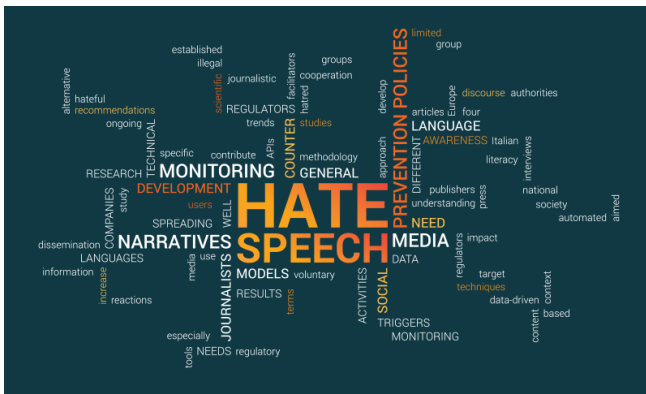 limited
group
PREVENTION POLICIES
established
illegal
scientific
journalistic
facilitators
groups
cooperation
hatred
alternative
hateful
recommendations
ongoing
TECHNICAL
REGULATORS
trends
studies
COUNTER
APIs
develop
Europe
discourse authorities
articles
four
LANGUAGE
AWARENESS Italian
DIFFERENT
approach
literacy
interviews
specific
contribute
methodology
RESEARCH
MONITORING
GENERAL
DEVELOPMENT
study
COMPANIES
users
WELL
HATE
SPEECH
publishers
understanding
press
national
society
automated
aimed
SPREADING
NEED
dissemination
NARRATIVES
MEDIA
impact
regulators
LANGUAGES
media
use
JOURNALISTS
DATA
information
increase
reactions
MODELS voluntary
RESULTS
terms
ACTIVITIES
SOCIAL
target
techniques
data-driven
context
content
based
TRIGGERS
MONITORING
especially
tools
NEEDS regulatory